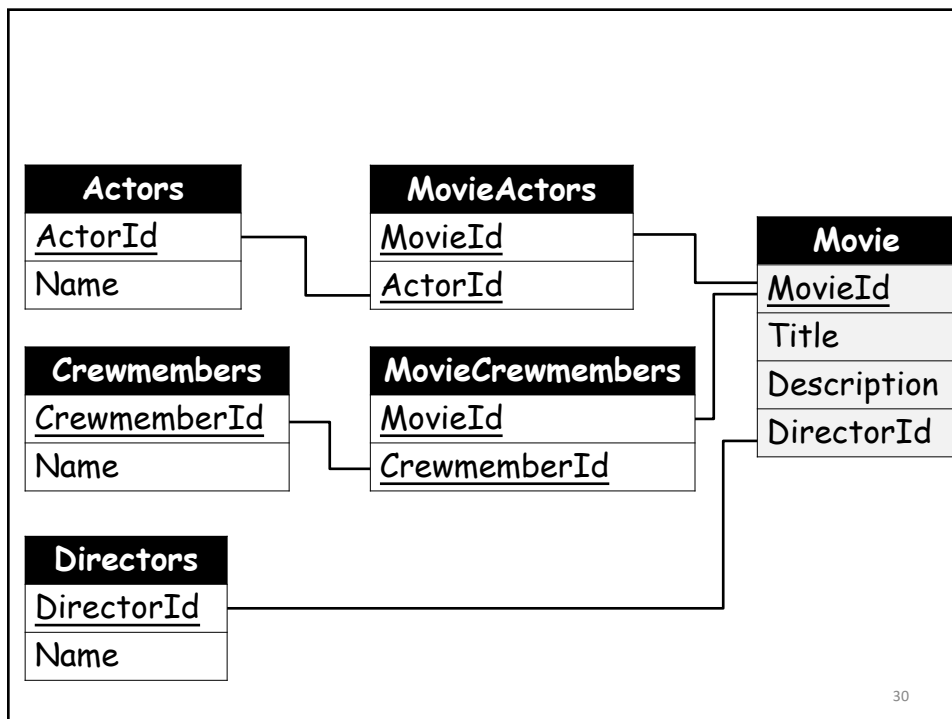 Actors
ActorId
Name
MovieActors
MovieId
ActorId
Crewmembers
CrewmemberId
Name
MovieCrewmembers
MovieId
CrewmemberId
Directors
DirectorId
Name
Movie
MovieId
Title
Description
DirectorId
30